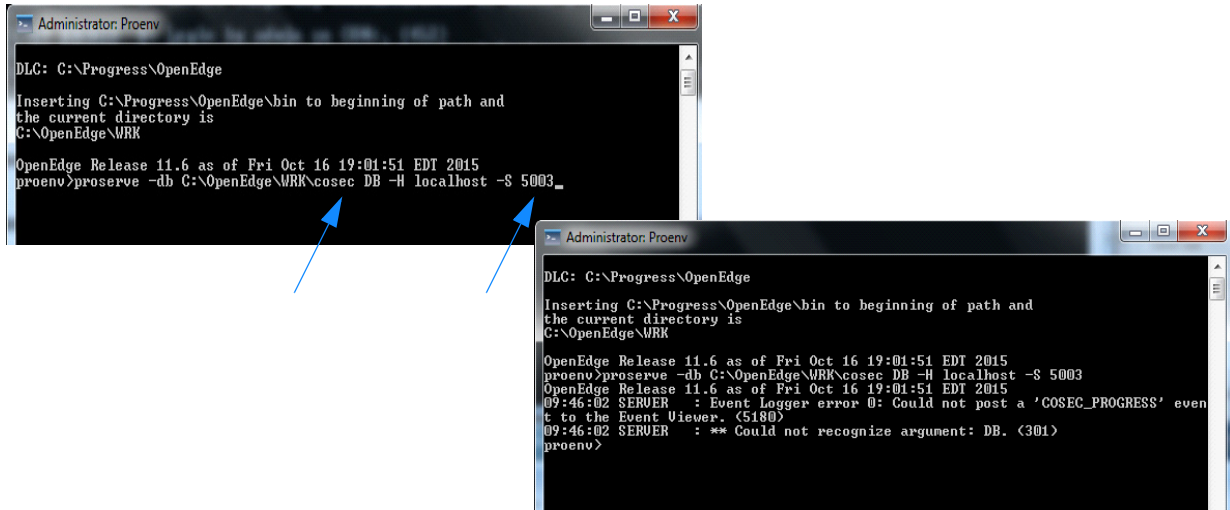 Administrator: Proenv
DLC: C:\Progress\OpenEdge
Inserting C:\Progress\OpenEdge\bin to beginning of path and
the current directory is
C:\OpenEdge\WRK
OpenEdge Release 11.6 as of Fri Oct 16 19:01:51 EDT 2015
proenv>proserve -db C:\OpenEdge\WRK\cosec DB -H localhost -S 5003_
Administrator: Proenv
DLC: C:\Progress\OpenEdge
Inserting C:\Progress\OpenEdge\bin to beginning of path and
the current directory is
C:\OpenEdge\WRK
OpenEdge Release 11.6 as of Fri Oct 16 19:01:51 EDT 2015
proenv>proserve -db C:\OpenEdge\WRK\cosec DB -H localhost -S 5003
OpenEdge Release 11.6 as of Fri Oct 16 19:01:51 EDT 2015
09:46:02 SERVER   : Event Logger error 0: Could not post a 'COSEC_PROGRESS' even
t to the Event Viewer. (5180)
09:46:02 SERVER   : ** Could not recognize argument: DB. (301)
proenv>